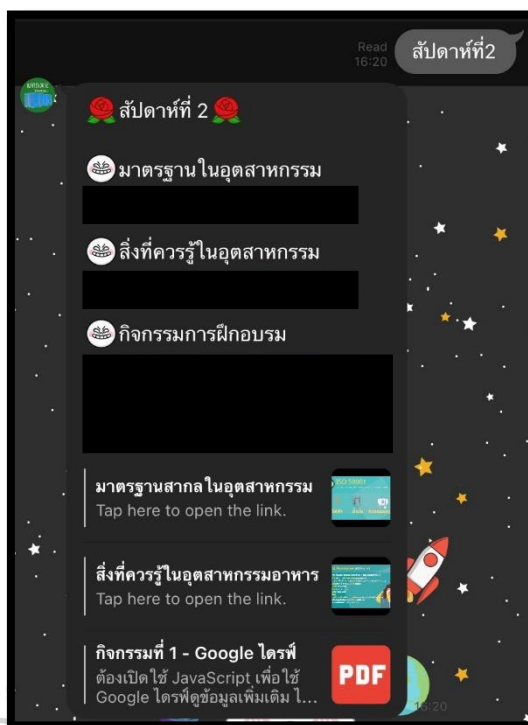 สัปดาห์ที่2
Read
16:20
สัปดาห์ที่ 2
มาตรฐานในอุตสาหกรรม
สิ่งที่ควรรู้ในอุตสาหกรรม
กิจกรรมการฝึกอบรม
มาตรฐานสากลในอุตสาหกรรม
Tap here to open the link.
สิ่งที่ควรรู้ในอุตสาหกรรมอาหาร
Tap here to open the link.
กิจกรรมที่ 1 - Google ไดรฟ์
ต้องเปิดใช้ JavaScript เพื่อใช้
Google ไดรฟ์ดูข้อมูลเพิ่มเติม ไ...
PDF
16:20